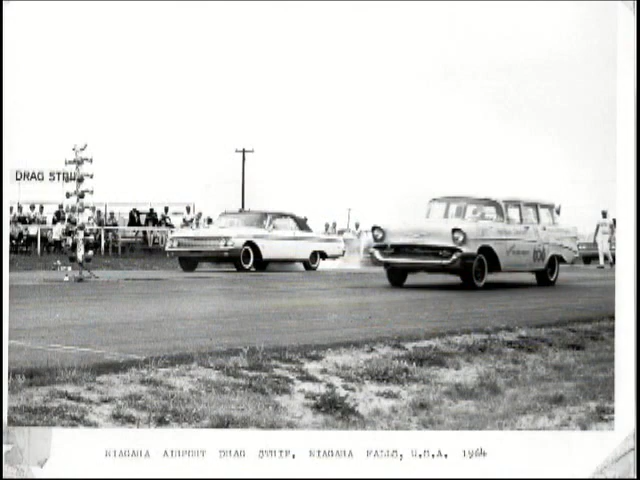 DRAG STRIP
NIAGARA AIRPORT DRAG STRIP, NIAGARA FALLS, U.S.A. 1964